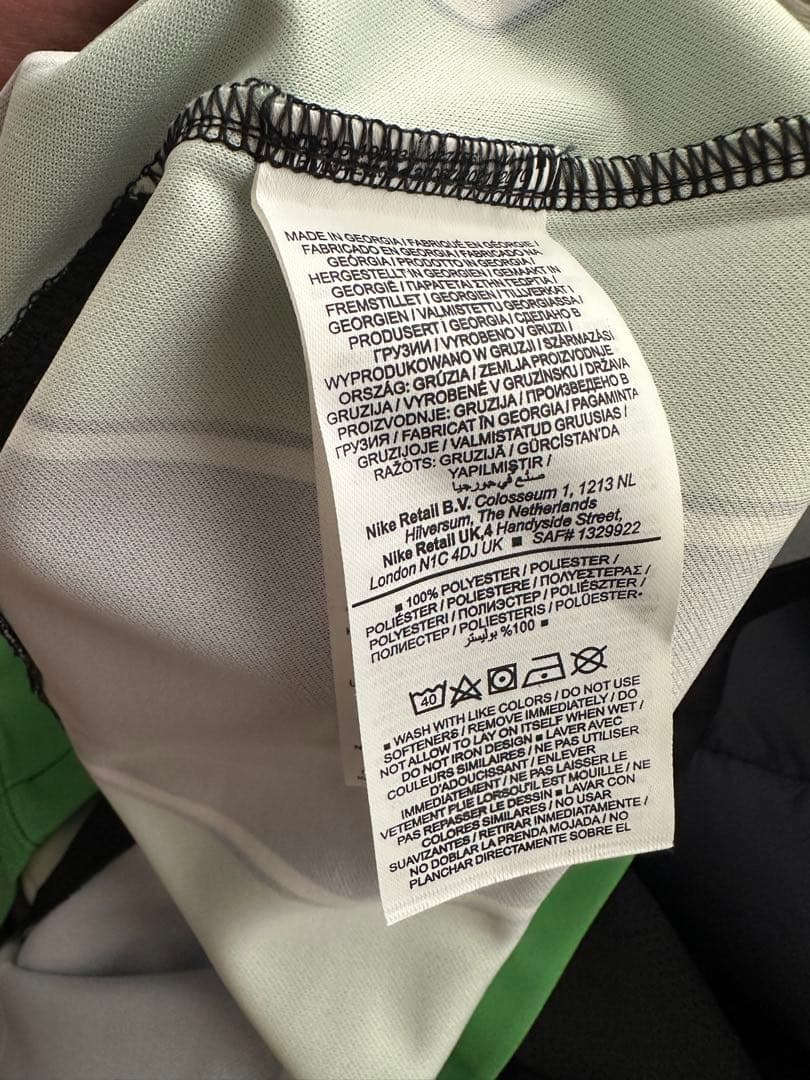 MADE IN GEORGIA / FABRIQUÉ EN GÉORGIE /
FABRICADO EN GEORGIA / FABRICADO NA
GEÓRGIA / PRODOTTO IN GEORGIA /
HERGESTELLT IN GEORGIEN / GEMAAKT IN
GEORGIË / ΠΑΡΑΓΕΤΑΙ ΣΤΗΝ ΓΕΩΡΓΙΑ /
FREMSTILLET I GEORGIEN / TILLVERKAT I
GEORGIEN / VALMISTETTU GEORGIASSA /
PRODUSERT I GEORGIA / СДЕЛАНО В
ГРУЗИИ / VYROBENO V GRUZII /
WYPRODUKOWANO W GRUZJI / SZÁRMAZÁSI
ORSZÁG: GRÚZIA / ZEMLJA PROIZVODNJE
GRUZIJA / VYROBENÉ V GRUZÍNSKU / DRŽAVA
PROIZVODNJE: GRUZIJA / ПРОИЗВЕДЕНО В
ГРУЗИЯ / FABRICAT ÎN GEORGIA / PAGAMINTA
GRUZIJOJE / VALMISTATUD GRUUSIAS /
RAŽOTS: GRUZIJĀ / GÜRCİSTAN'DA
YAPILMIŞTIR /
صنع في جورجيا
Nike Retail B.V. Colosseum 1, 1213 NL
Hilversum, The Netherlands
Nike Retail UK,4 Handyside Street,
London N1C 4DJ UK ■ SAF# 1329922
■ 100% POLYESTER / POLIESTER /
POLIÉSTER / POLIESTERE / ΠΟΛΥΕΣΤΕΡΑΣ /
POLYESTERI / ПОЛИЭСТЕР / POLIÉSZTER /
ПОЛИЕСТЕР / POLIESTERIS / POLÜESTER
%100 بوليستر ■
40
■ WASH WITH LIKE COLORS / DO NOT USE
SOFTENERS / REMOVE IMMEDIATELY / DO
NOT ALLOW TO LAY ON ITSELF WHEN WET /
DO NOT IRON DESIGN ■ LAVER AVEC
COULEURS SIMILAIRES / NE PAS UTILISER
D'ADOUCISSANT / ENLEVER
IMMÉDIATEMENT / NE PAS LAISSER LE
VETEMENT PLIE LORSQU'IL EST MOUILLE / NE
PAS REPASSER LE DESSIN ■ LAVAR CON
COLORES SIMILARES / NO USAR
SUAVIZANTES / RETIRAR INMEDIATAMENTE /
NO DOBLAR LA PRENDA MOJADA / NO
PLANCHAR DIRECTAMENTE SOBRE EL